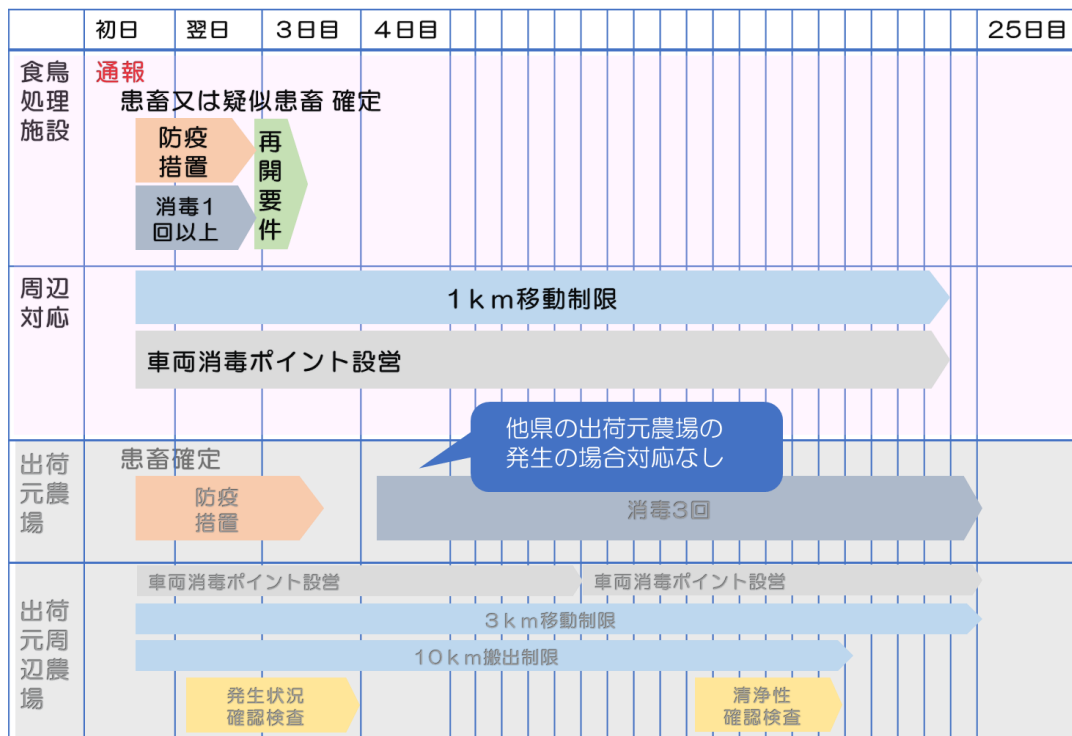 初日 翌日 3日目 4日目 25日目
食鳥
処理
施設
通報
患畜又は疑似患畜 確定
防疫
措置
再
開
要
件
消毒1
回以上
周辺
対応
1km移動制限
車両消毒ポイント設営
他県の出荷元農場の
発生の場合対応なし
出荷
元農
場
患畜確定
防疫
措置
消毒3回
出荷
元周
辺農
場
車両消毒ポイント設営 車両消毒ポイント設営
3km移動制限
10km搬出制限
発生状況
確認検査
清浄性
確認検査